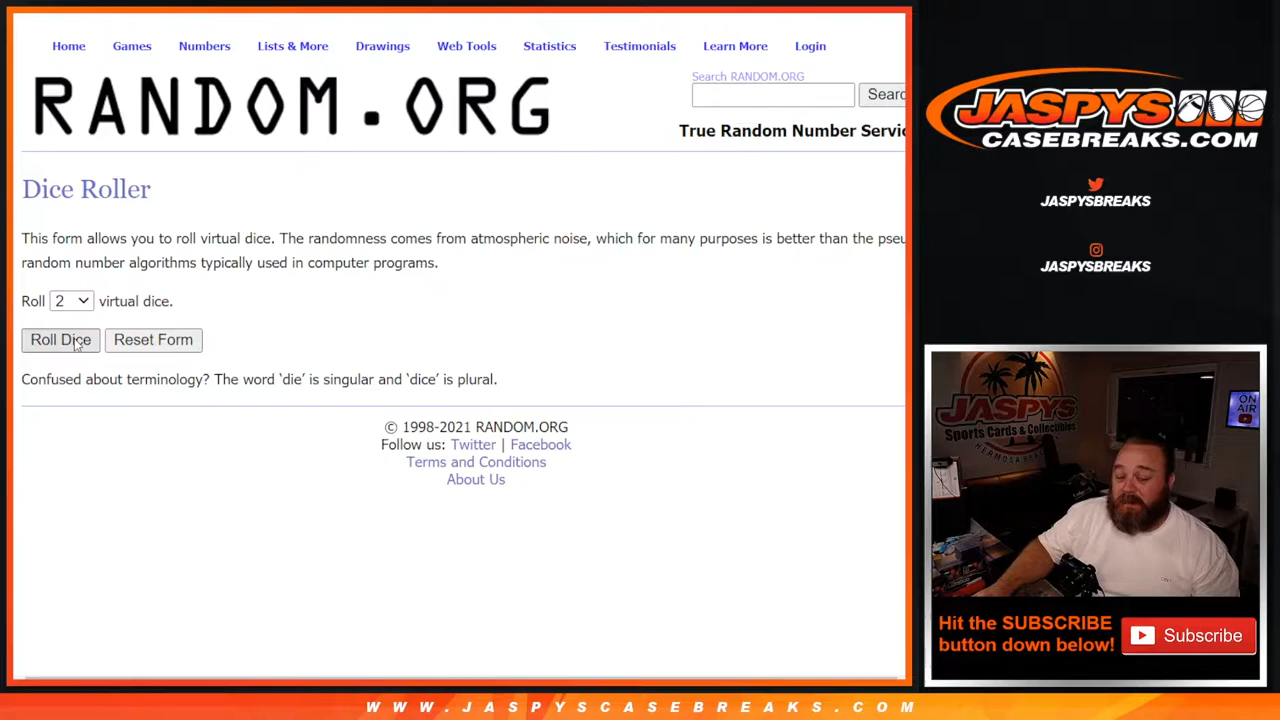 Home Games Numbers Lists & More Drawings Web Tools Statistics Testimonials Learn More Login
RANDOM.ORG
Search RANDOM.ORG
Searc
True Random Number Servic
Dice Roller
This form allows you to roll virtual dice. The randomness comes from atmospheric noise, which for many purposes is better than the pseu
random number algorithms typically used in computer programs.
Roll 2 virtual dice.
Roll Dice Reset Form
Confused about terminology? The word ‘die’ is singular and ‘dice’ is plural.
© 1998-2021 RANDOM.ORG
Follow us: Twitter | Facebook
Terms and Conditions
About Us
JASPYS
CASEBREAKS.COM
JASPYSBREAKS
JASPYSBREAKS
JASPYS
Sports Cards & Collectibles
HERMOSA BEACH
ON
AIR
Hit the SUBSCRIBE
button down below!
Subscribe
WWW.JASPYSCASEBREAKS.COM